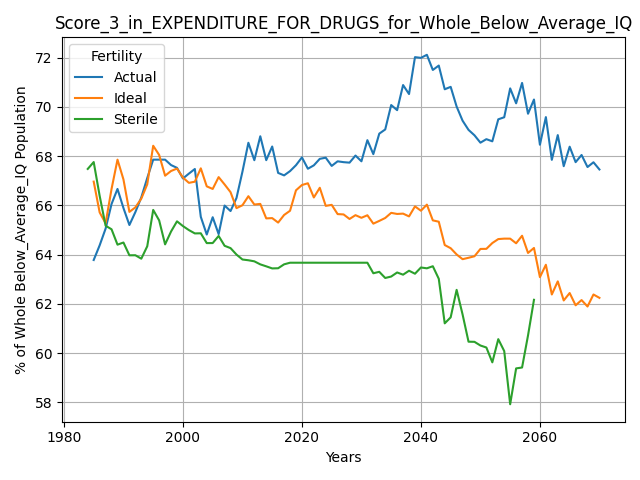 Score_3_in_EXPENDITURE_FOR_DRUGS_for_Whole_Below_Average_IQ
Fertility
Actual
Ideal
Sterile
% of Whole Below_Average_IQ Population
72
70
68
66
64
62
60
58
1980
2000
2020
2040
2060
Years